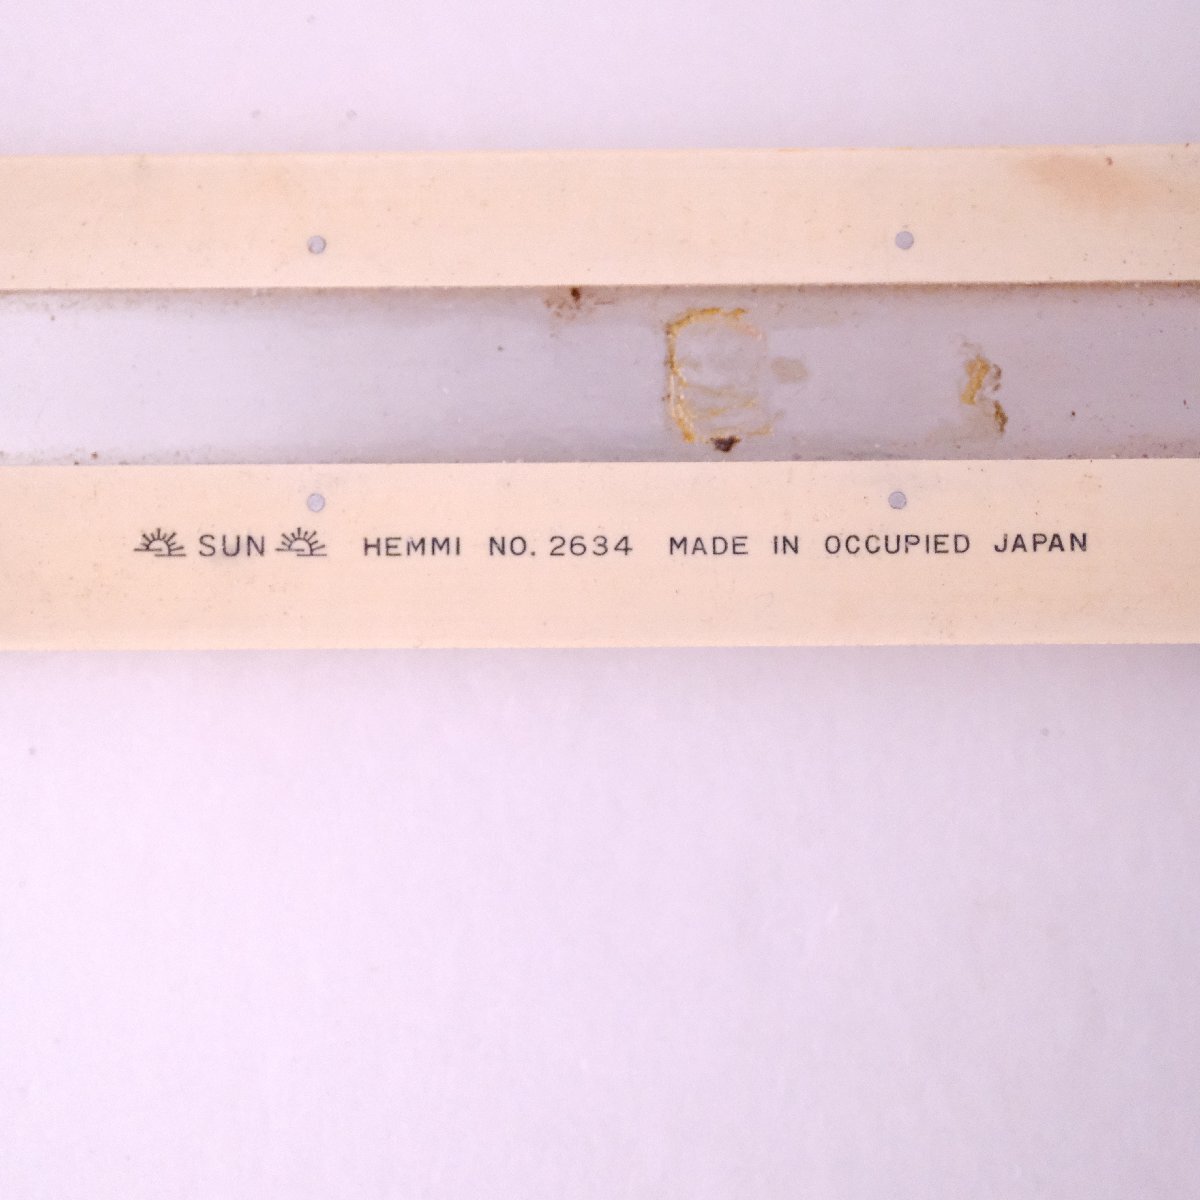 SUN HEMMI NO. 2634 MADE IN OCCUPIED JAPAN